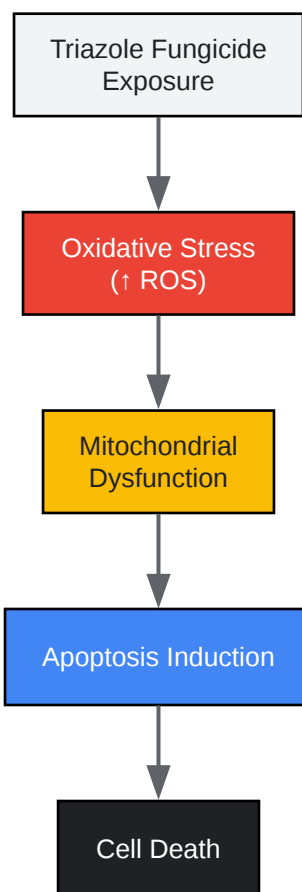 Triazole Fungicide
Exposure
Oxidative Stress
(↑ ROS)
Mitochondrial
Dysfunction
Apoptosis Induction
Cell Death